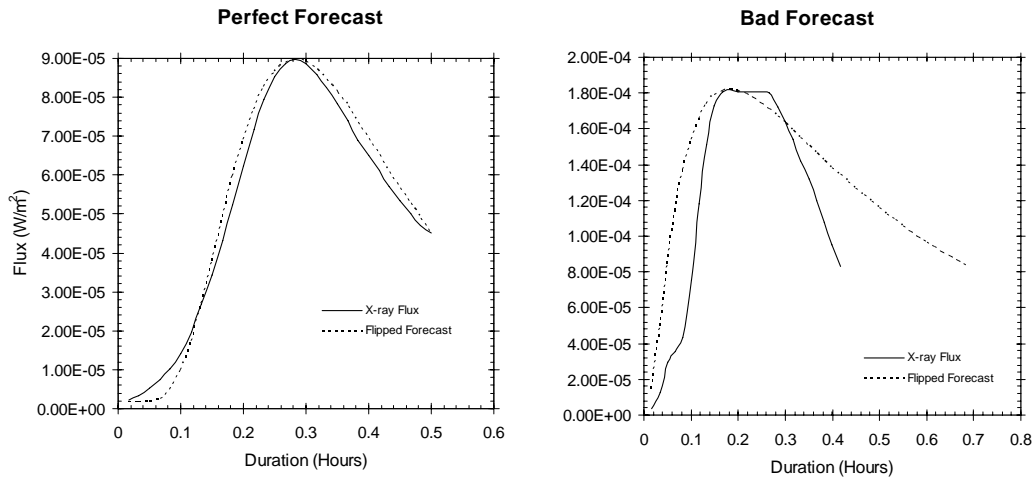 Perfect Forecast
Flux (W/m²)
9.00E-05
8.00E-05
7.00E-05
6.00E-05
5.00E-05
4.00E-05
3.00E-05
2.00E-05
1.00E-05
0.00E+00
X-ray Flux
Flipped Forecast
0 0.1 0.2 0.3 0.4 0.5 0.6
Duration (Hours)
Bad Forecast
2.00E-04
1.80E-04
1.60E-04
1.40E-04
1.20E-04
1.00E-04
8.00E-05
6.00E-05
4.00E-05
2.00E-05
0.00E+00
X-ray Flux
Flipped Forecast
0 0.1 0.2 0.3 0.4 0.5 0.6 0.7 0.8
Duration (Hours)